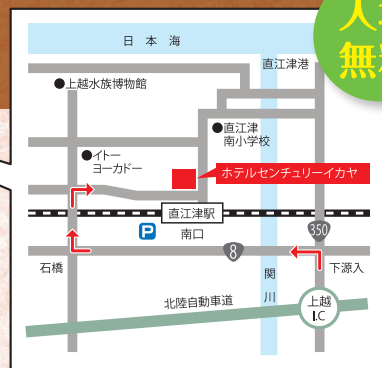 入
無料
日本海
直江津港
●上越水族博物館
●直江津
南小学校
●イトー
ヨーカドー
ホテルセンチュリーイカヤ
直江津駅
P
南口
350
8
石橋
下源入
関川
北陸自動車道
上越
I.C